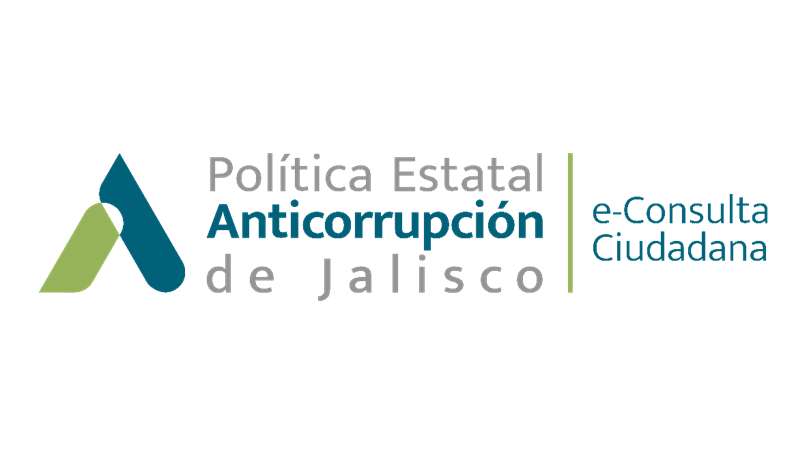 Política Estatal
Anticorrupción
de Jalisco
e-Consulta
Ciudadana